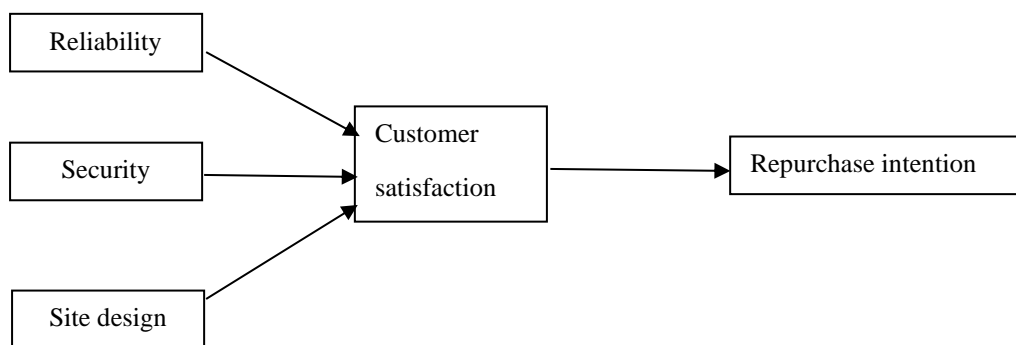 Reliability
Security
Site design
Customer
satisfaction
Repurchase intention